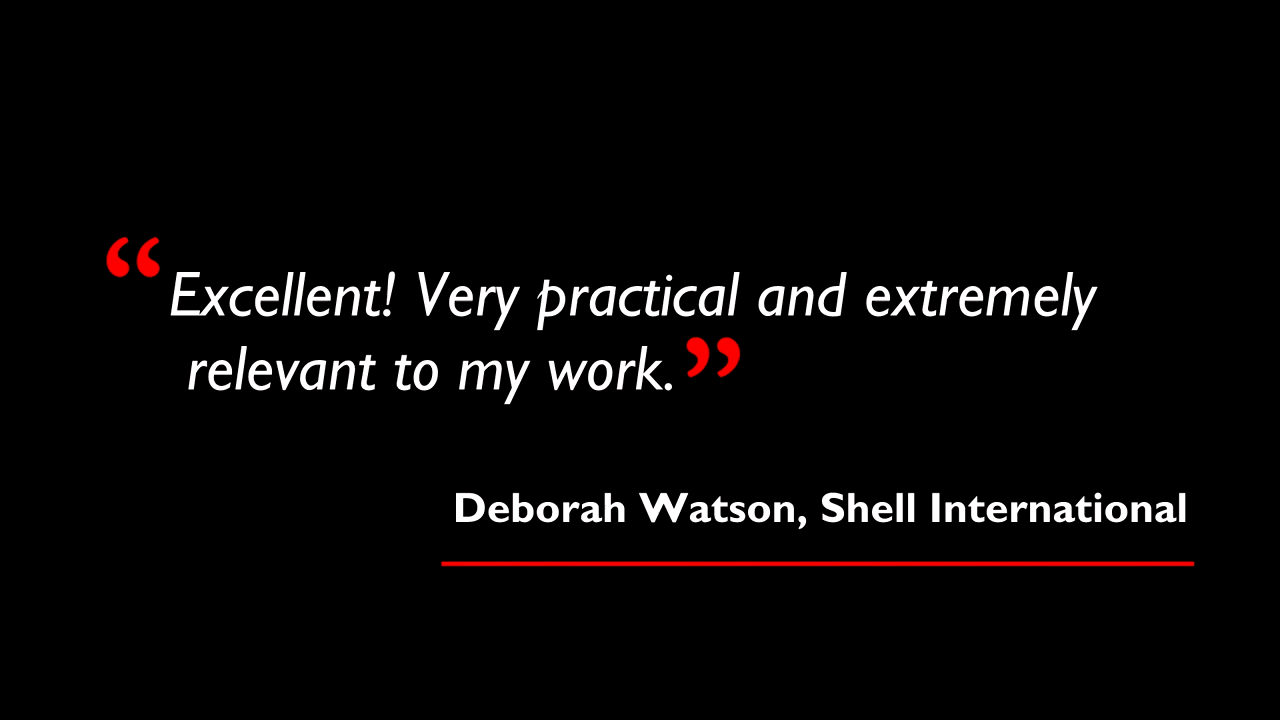 “Excellent! Very practical and extremely
relevant to my work.”
Deborah Watson, Shell International